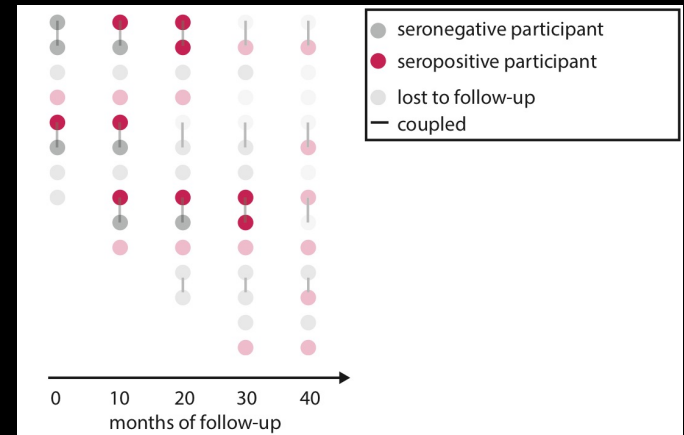 seronegative participant
seropositive participant
lost to follow-up
coupled
0 10 20 30 40
months of follow-up